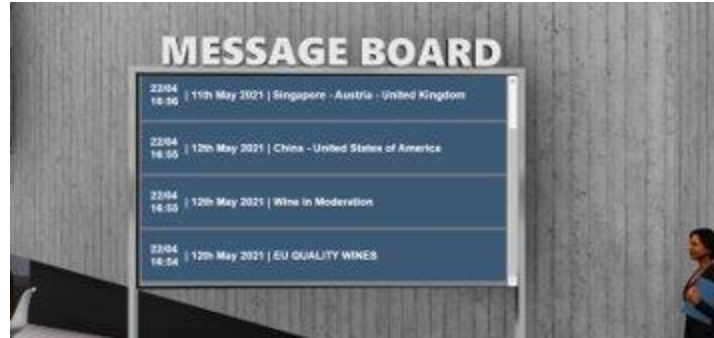 MESSAGE BOARD
22/04
16:56 | 11th May 2021 | Singapore - Austria - United Kingdom
22/04
16:55 | 12th May 2021 | China - United States of America
22/04
16:55 | 12th May 2021 | Wine in Moderation
22/04
16:54 | 12th May 2021 | EU QUALITY WINES